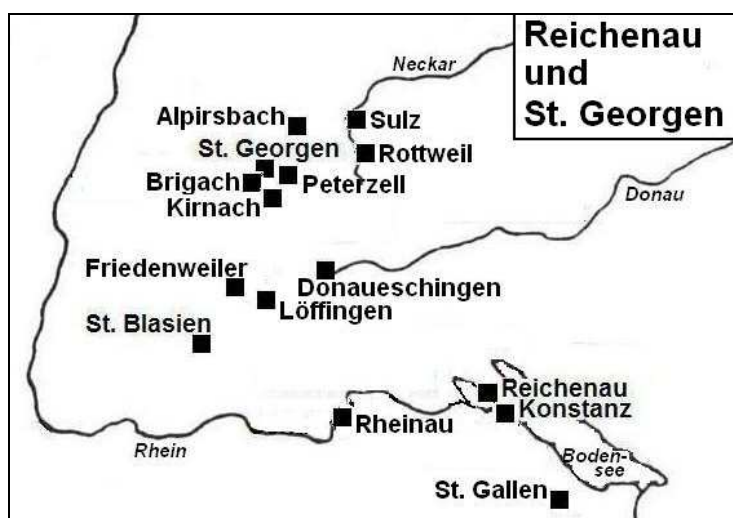 Reichenau
und
St. Georgen
Neckar
Alpirsbach
Sulz
St. Georgen
Rottweil
Brigach
Peterzell
Kirnach
Donau
Friedenweiler
Donaueschingen
Löffingen
St. Blasien
Reichenau
Konstanz
Rheinau
Rhein
Boden-
see
St. Gallen